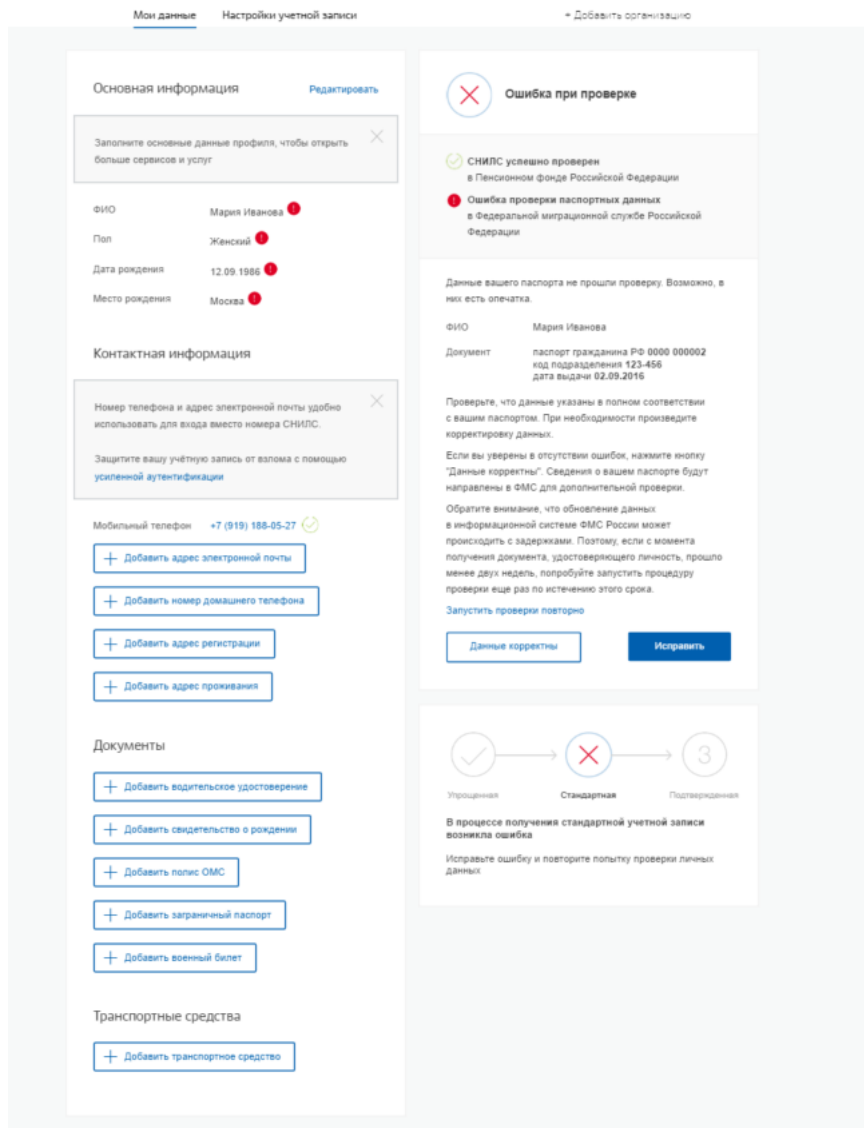 Мои данные
Настройки учетной записи
+ Добавить организацию
Основная информация
Редактировать
Заполните основные данные профиля, чтобы открыть
больше сервисов и услуг
ФИО
Мария Иванова
Пол
Женский
Дата рождения
12.09.1986
Место рождения
Москва
Контактная информация
Номер телефона и адрес электронной почты удобно
использовать для входа вместо номера СНИЛС.
Защитите вашу учётную запись от взлома с помощью
усиленной аутентификации
Мобильный телефон
+7 (919) 188-05-27
Добавить адрес электронной почты
Добавить номер домашнего телефона
Добавить адрес регистрации
Добавить адрес проживания
Документы
Добавить водительское удостоверение
Добавить свидетельство о рождении
Добавить полис ОМС
Добавить заграничный паспорт
Добавить военный билет
Транспортные средства
Добавить транспортное средство
Ошибка при проверке
СНИЛС успешно проверен
в Пенсионном фонде Российской Федерации
Ошибка проверки паспортных данных
в Федеральной миграционной службе Российской
Федерации
Данные вашего паспорта не прошли проверку. Возможно, в
них есть опечатка.
ФИО
Мария Иванова
Документ
паспорт гражданина РФ 0000 000002
код подразделения 123-456
дата выдачи 02.09.2016
Проверьте, что данные указаны в полном соответствии
с вашим паспортом. При необходимости произведите
корректировку данных.
Если вы уверены в отсутствии ошибок, нажмите кнопку
"Данные корректны". Сведения о вашем паспорте будут
направлены в ФМС для дополнительной проверки.
Обратите внимание, что обновление данных
в информационной системе ФМС России может
происходить с задержками. Поэтому, если с момента
получения документа, удостоверяющего личность, прошло
менее двух недель, попробуйте запустить процедуру
проверки еще раз по истечению этого срока.
Запустить проверки повторно
Данные корректны
Исправить
3
Упрощенная
Стандартная
Подтвержденная
В процессе получения стандартной учетной записи
возникла ошибка
Исправьте ошибку и повторите попытку проверки личных
данных